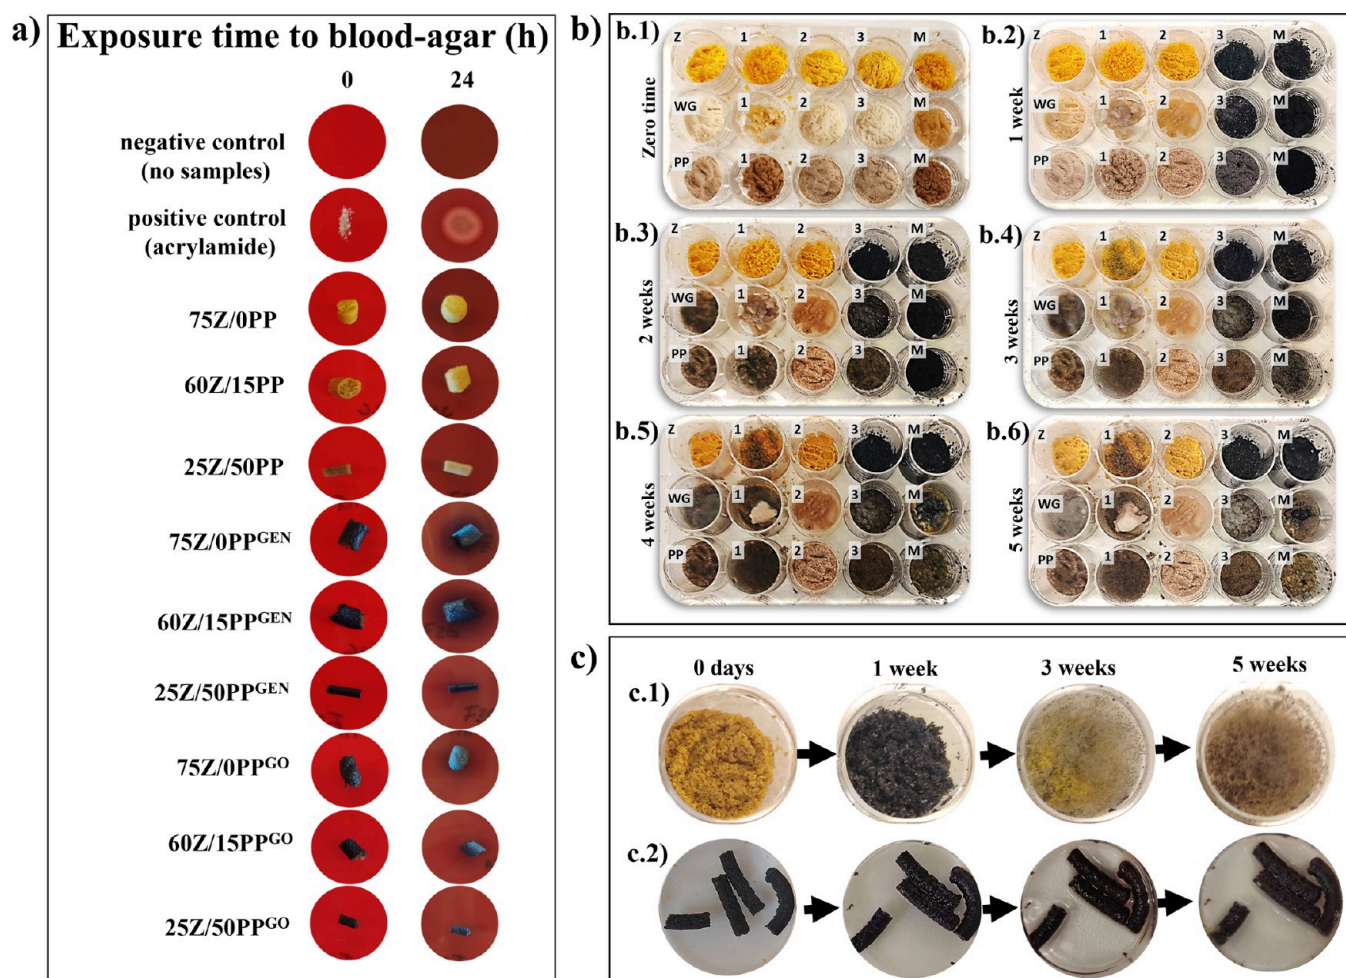 a) Exposure time to blood-agar (h)
0 24
negative control
(no samples)
positive control
(acrylamide)
75Z/0PP
60Z/15PP
25Z/50PP
75Z/0PPGEN
60Z/15PPGEN
25Z/50PPGEN
75Z/0PPGO
60Z/15PPGO
25Z/50PPGO
b)
b.1)
Zero time
Z 1 2 3 M
WG 1 2 3 M
PP 1 2 3 M
b.2)
1 week
Z 1 2 3 M
WG 1 2 3 M
PP 1 2 3 M
b.3)
2 weeks
Z 1 2 3 M
WG 1 2 3 M
PP 1 2 3 M
b.4)
3 weeks
Z 1 2 3 M
WG 1 2 3 M
PP 1 2 3 M
b.5)
4 weeks
Z 1 2 3 M
WG 1 2 3 M
PP 1 2 3 M
b.6)
5 weeks
Z 1 2 3 M
WG 1 2 3 M
PP 1 2 3 M
c)
0 days 1 week 3 weeks 5 weeks
c.1)
c.2)